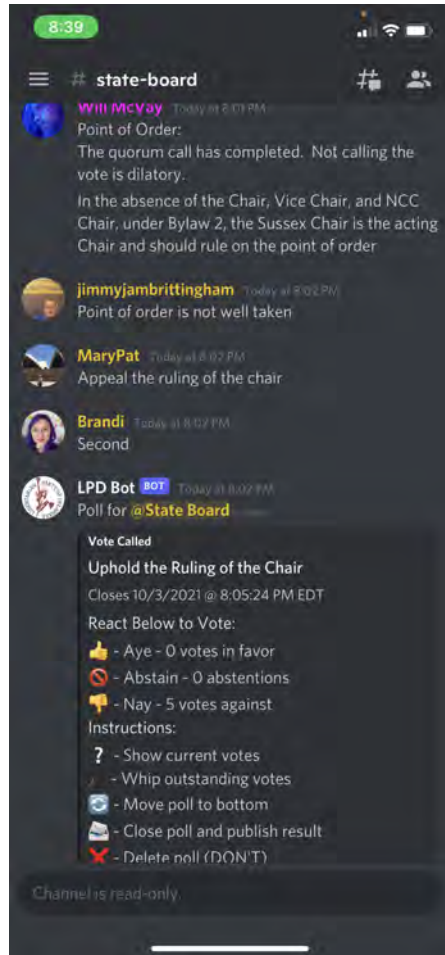 8:39
# state-board
Will McVay Today at 8:01 PM
Point of Order:
The quorum call has completed. Not calling the
vote is dilatory.
In the absence of the Chair, Vice Chair, and NCC
Chair, under Bylaw 2, the Sussex Chair is the acting
Chair and should rule on the point of order
jimmyjambrittingham Today at 8:02 PM
Point of order is not well taken
MaryPat Today at 8:02 PM
Appeal the ruling of the chair
Brandi Today at 8:02 PM
Second
LPD Bot BOT Today at 8:02 PM
Poll for @State Board
Vote Called
Uphold the Ruling of the Chair
Closes 10/3/2021 @ 8:05:24 PM EDT
React Below to Vote:
👍 - Aye - 0 votes in favor
🚫 - Abstain - 0 abstentions
👎 - Nay - 5 votes against
Instructions:
? - Show current votes
- Whip outstanding votes
🔄 - Move poll to bottom
- Close poll and publish result
❌ - Delete poll (DON'T)
Channel is read-only.